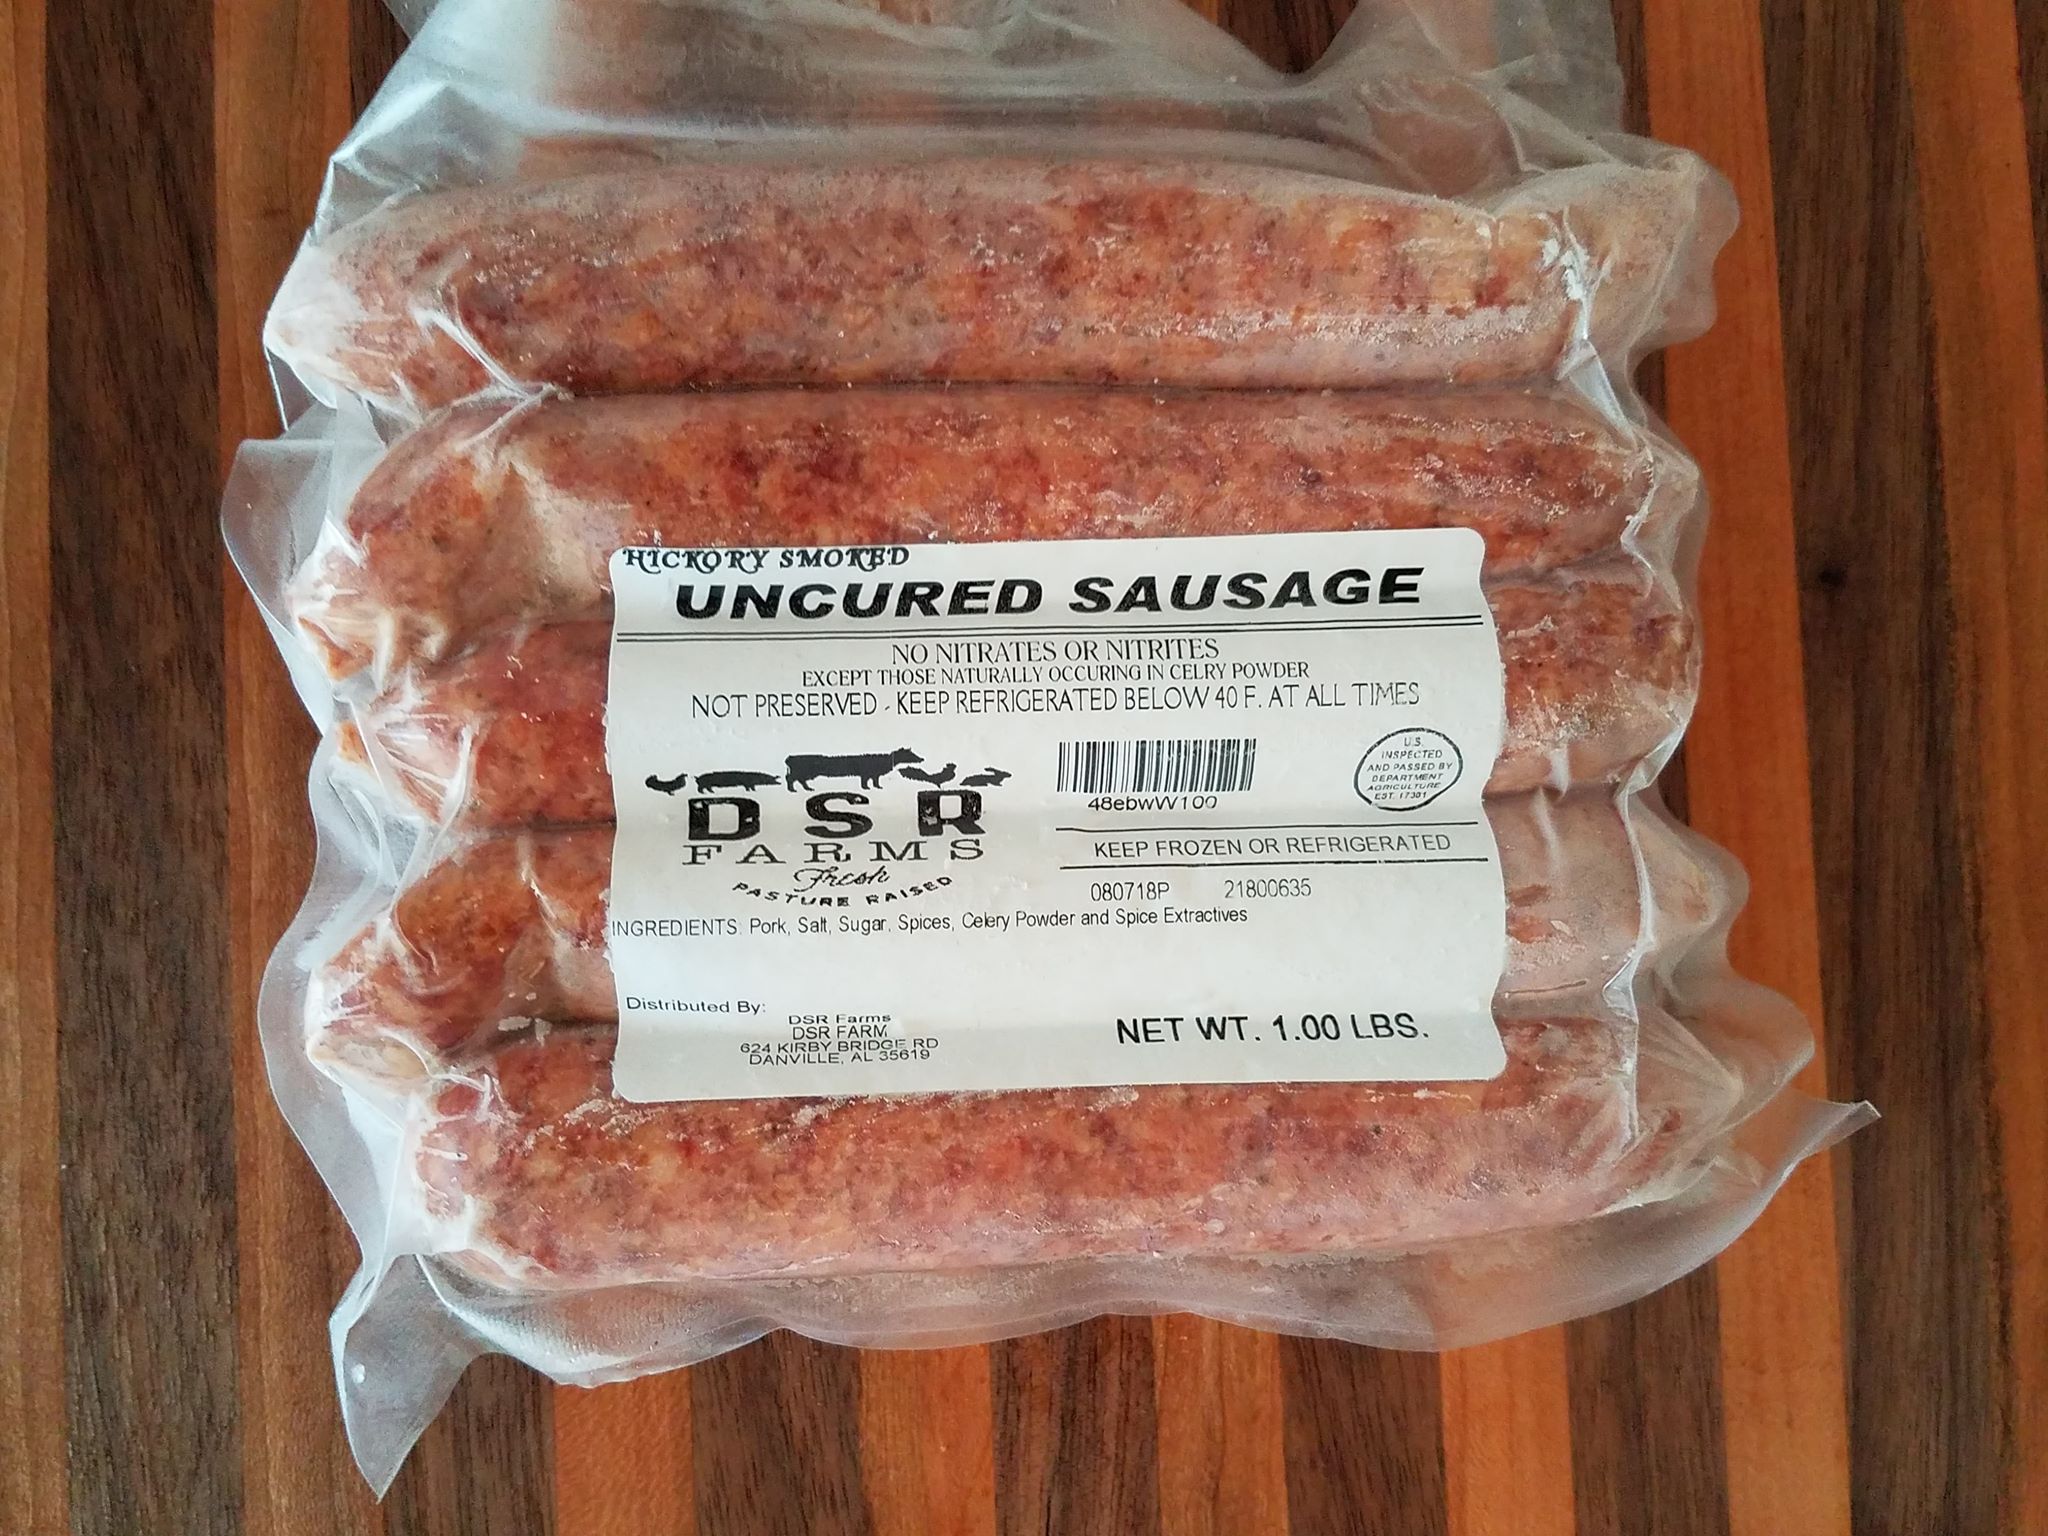 HICKORY SMOKED
UNCURED SAUSAGE
NO NITRATES OR NITRITES
EXCEPT THOSE NATURALLY OCCURING IN CELRY POWDER
NOT PRESERVED - KEEP REFRIGERATED BELOW 40 F. AT ALL TIMES
DSR
FARMS
Fresh
PASTURE RAISED
48ebwW100
U.S.
INSPECTED
AND PASSED BY
DEPARTMENT
AGRICULTURE
EST. 17301
KEEP FROZEN OR REFRIGERATED
080718P 21800635
INGREDIENTS: Pork, Salt, Sugar, Spices, Celery Powder and Spice Extractives
Distributed By:
DSR Farms
DSR FARM
624 KIRBY BRIDGE RD
DANVILLE, AL 35619
NET WT. 1.00 LBS.